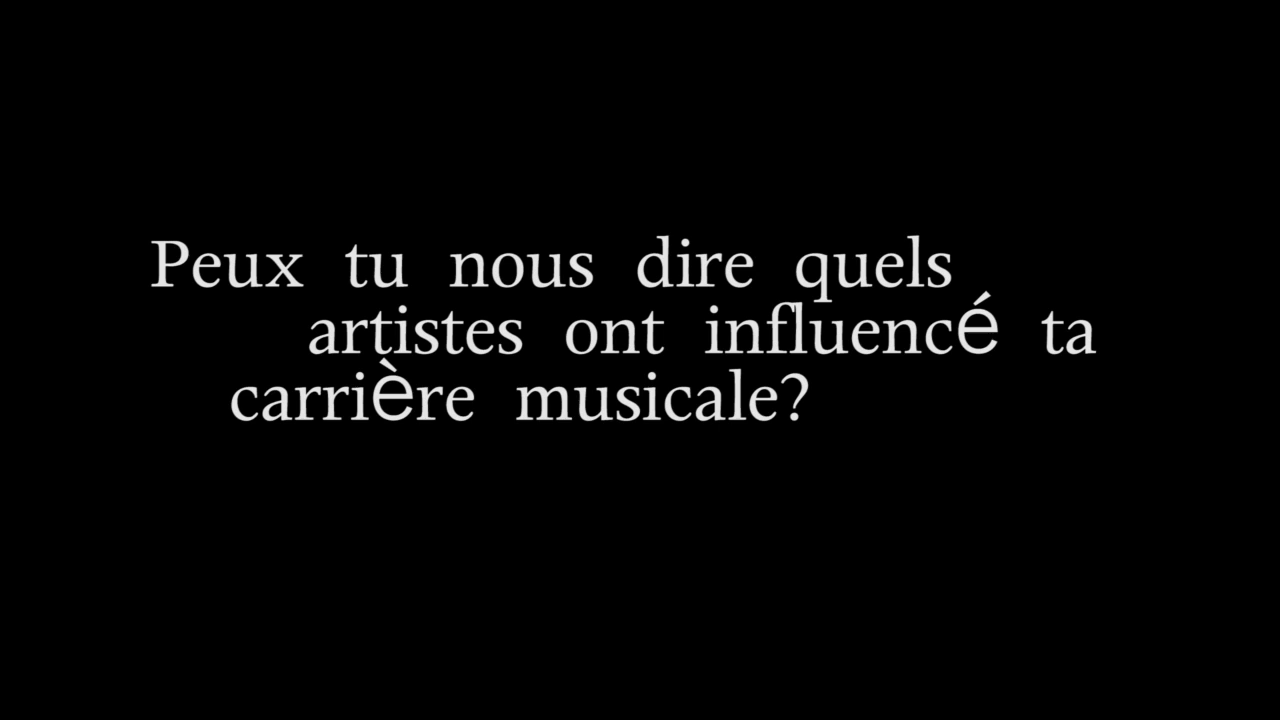 Peux tu nous dire quels
artistes ont influencé ta
carrière musicale?